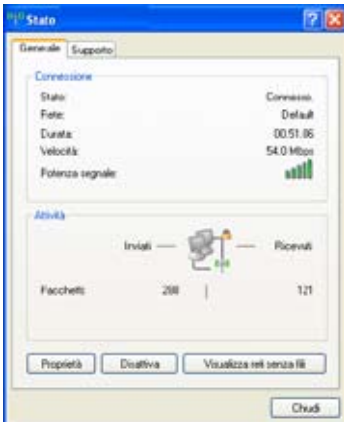 Stato
Generale Supporto
Connessione
Stato: Connesso.
Rete: Default
Durata: 00.51.06
Velocità: 54.0 Mbps
Potenza segnale:
Attività
Inviati — — Ricevuti
Pacchetti 288 | 121
Proprietà Disattiva Visualizza reti senza fili
Chiudi